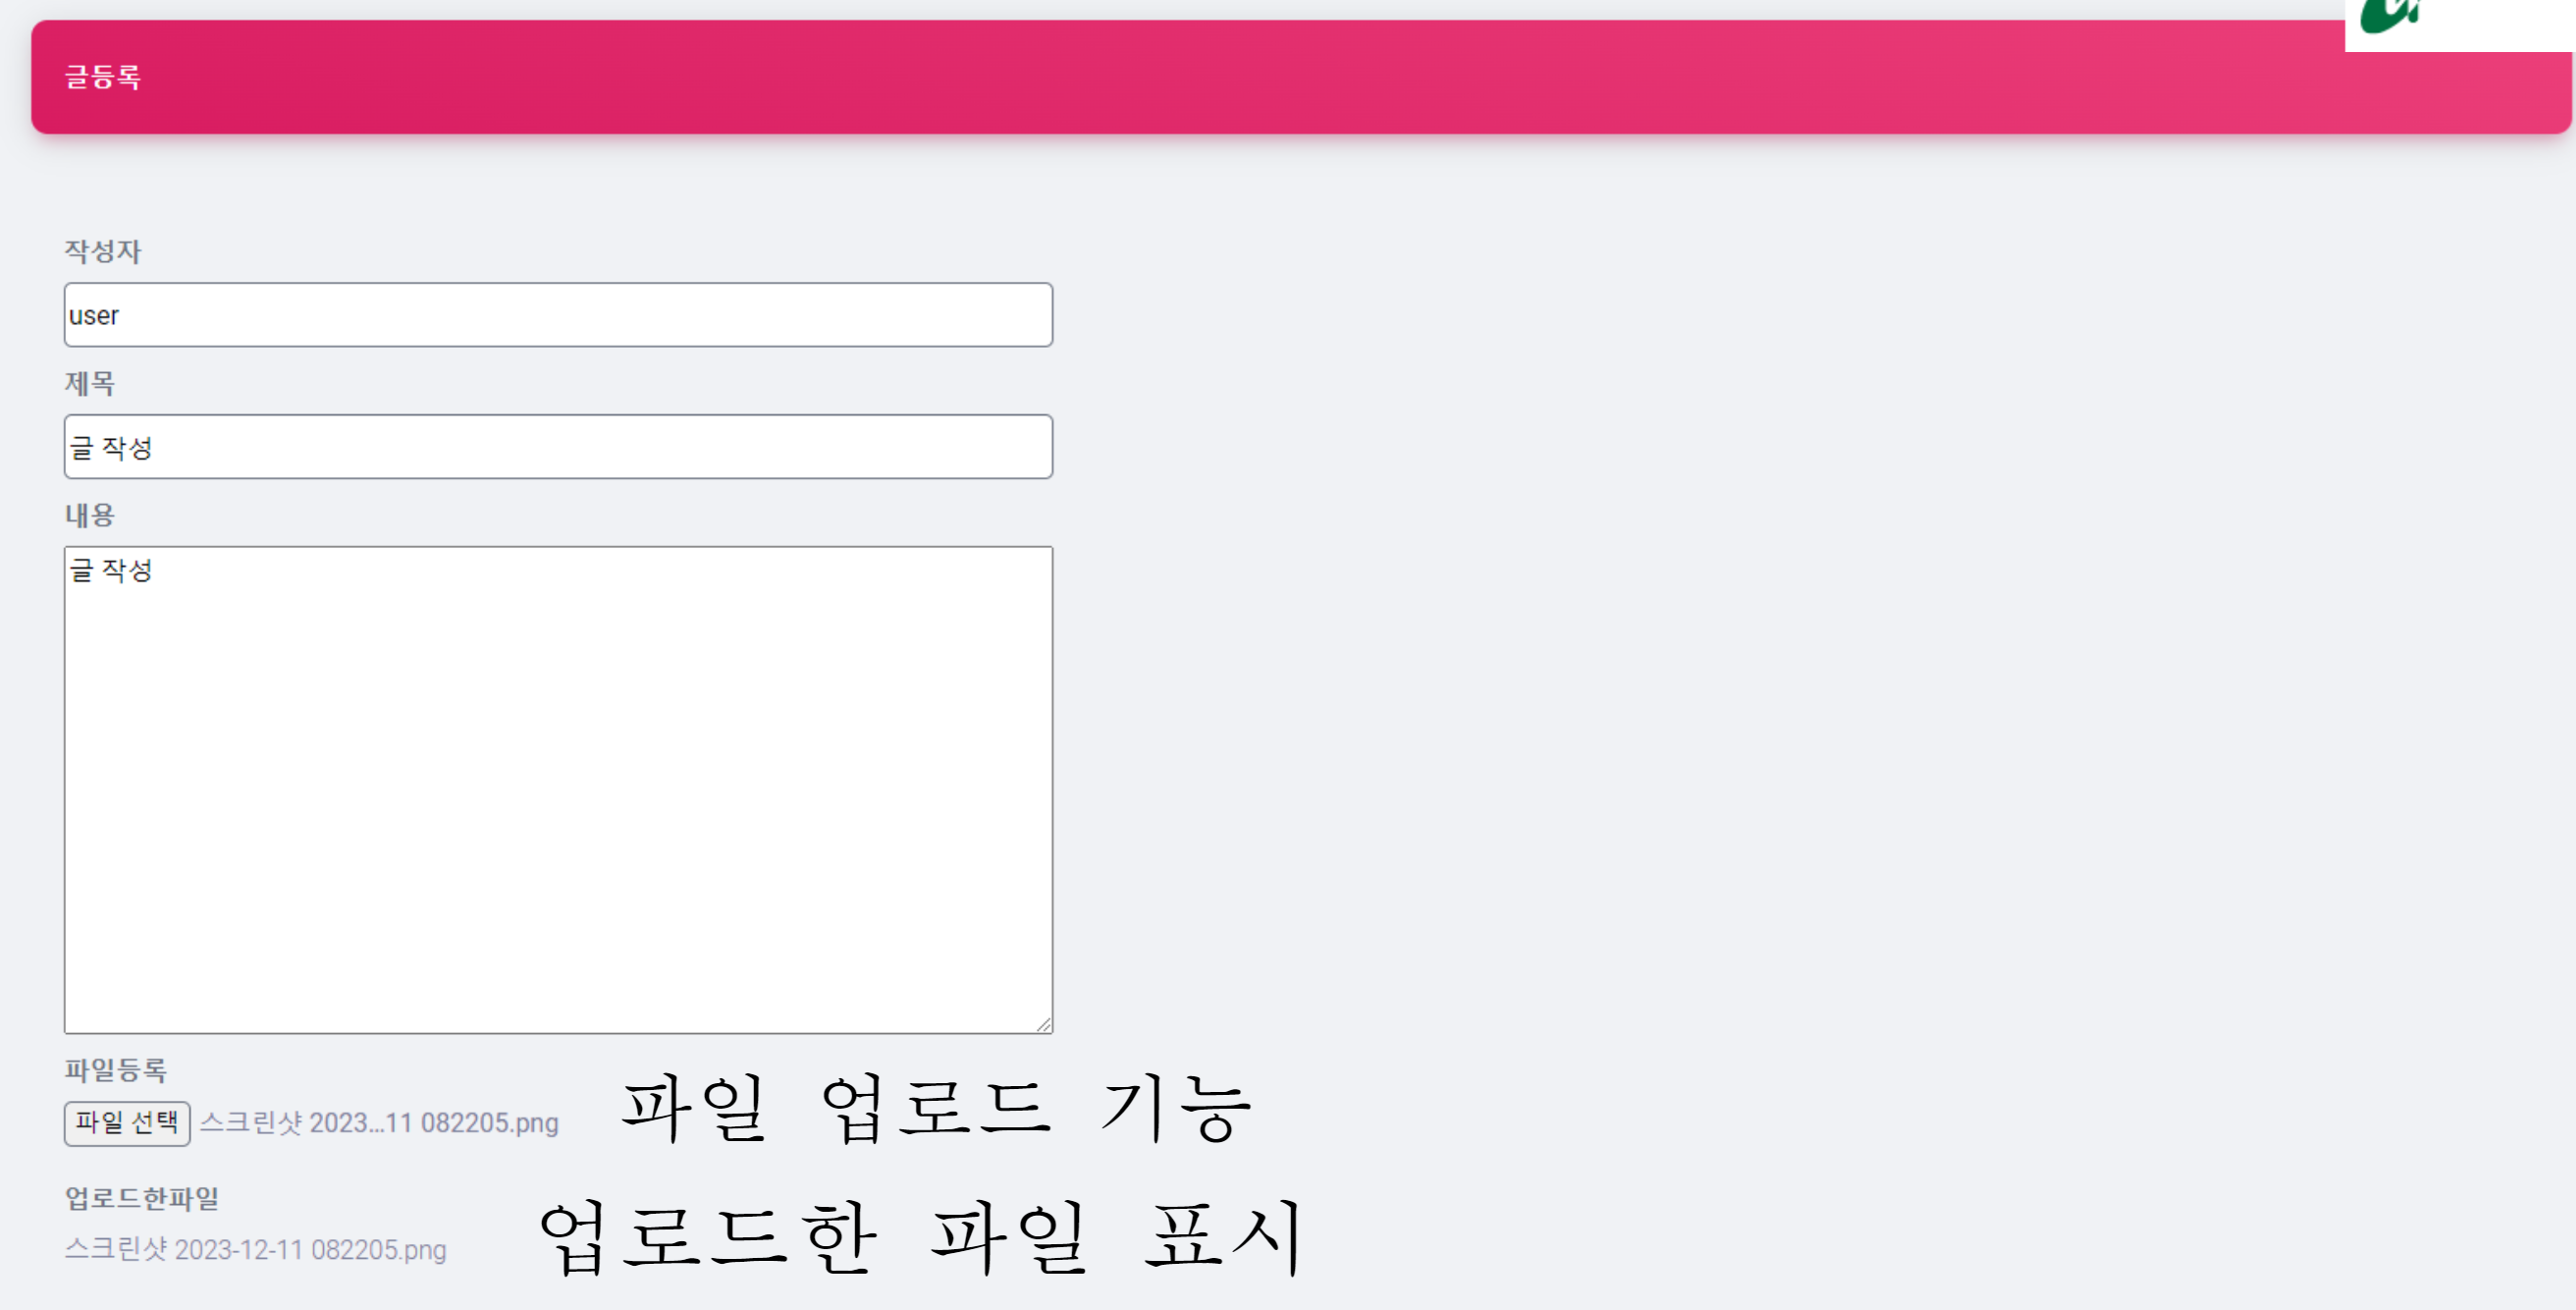 글등록
작성자
user
제목
글 작성
내용
글 작성
파일등록
파일 선택 스크린샷 2023...11 082205.png 파일 업로드 기능
업로드한파일
스크린샷 2023-12-11 082205.png 업로드한 파일 표시